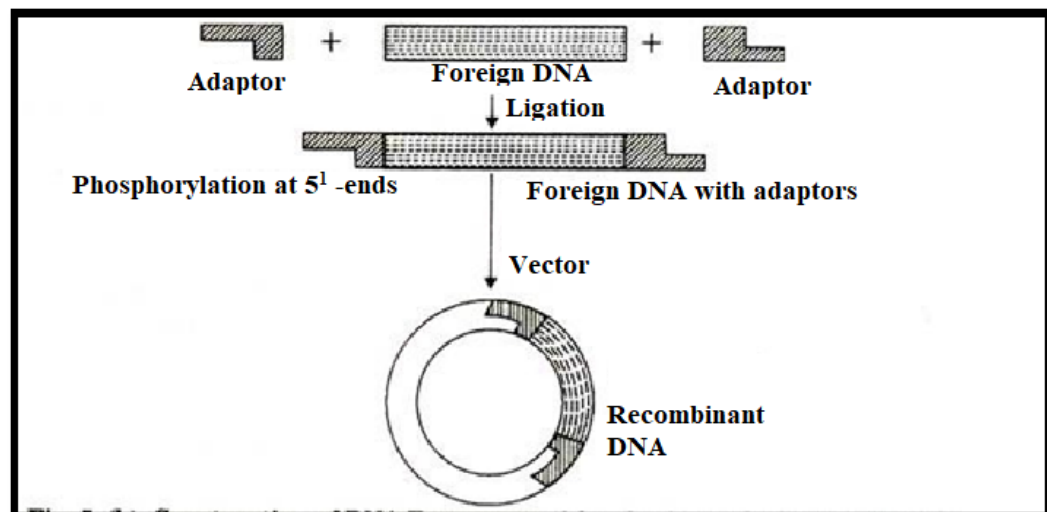 +
+
Adaptor
Foreign DNA
Adaptor
Ligation
Phosphorylation at 5¹ -ends
Foreign DNA with adaptors
Vector
Recombinant
DNA